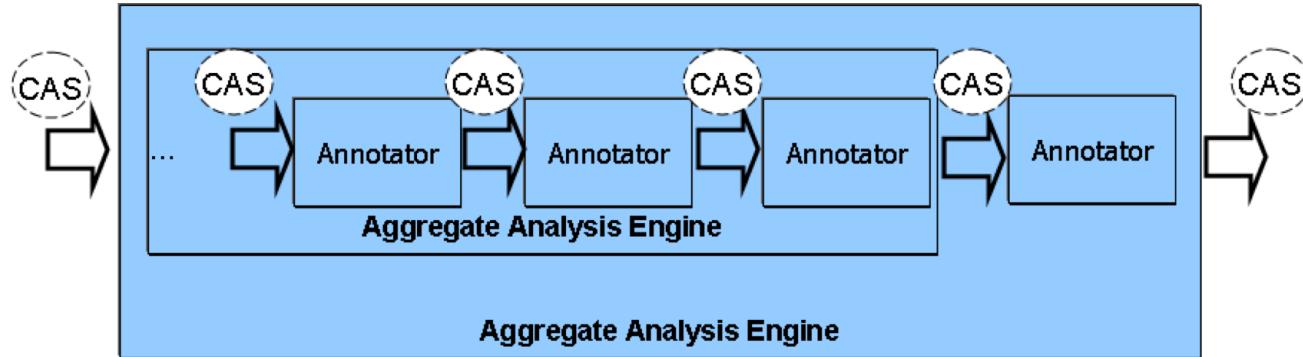 CAS
CAS
CAS
CAS
CAS
CAS
...
Annotator
Annotator
Annotator
Annotator
Aggregate Analysis Engine
Aggregate Analysis Engine